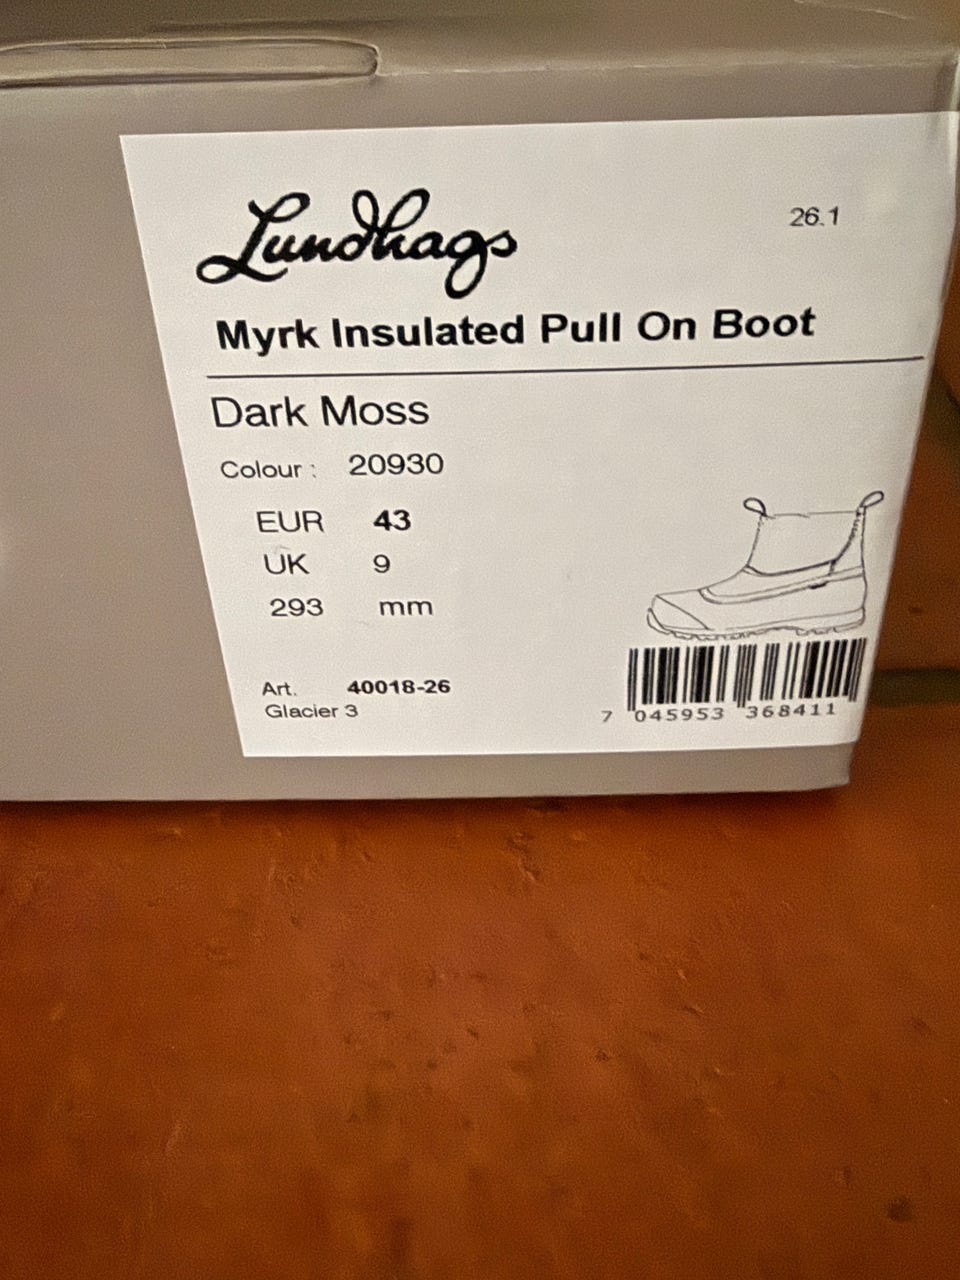 Lundhags
26.1
Myrk Insulated Pull On Boot
Dark Moss
Colour : 20930
EUR 43
UK 9
293 mm
Art. 40018-26
Glacier 3
7 045953 368411